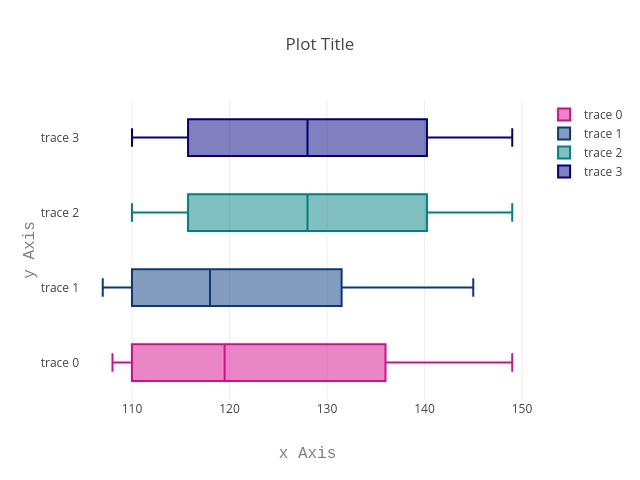 Plot Title
trace 3
trace 2
trace 1
trace 0
y Axis
110 120 130 140 150
x Axis
trace 0
trace 1
trace 2
trace 3